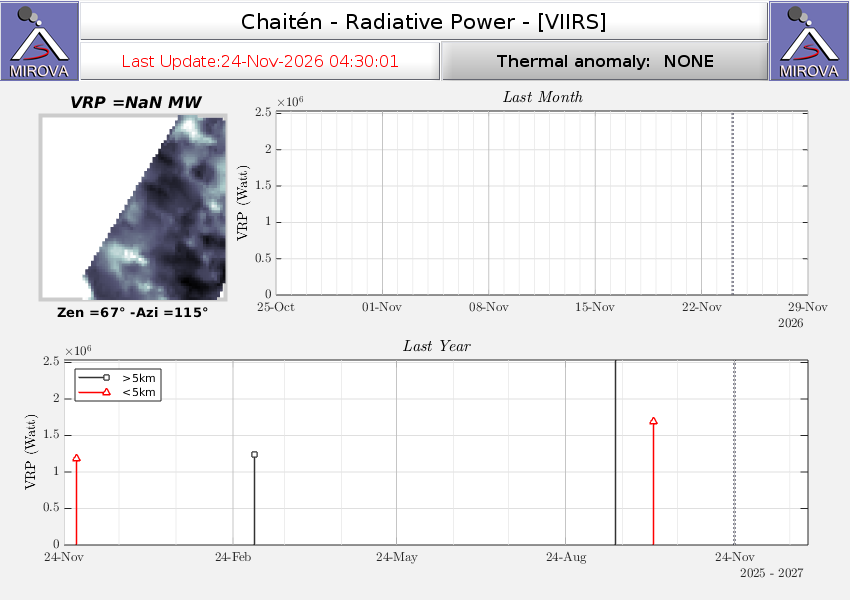 MIROVA
Chaitén - Radiative Power - [VIIRS]
Last Update:24-Nov-2026 04:30:01
Thermal anomaly: NONE
MIROVA
VRP =NaN MW
Zen =67° -Azi =115°
Last Month
×10⁶
VRP (Watt)
2.5
2
1.5
1
0.5
0
25-Oct 01-Nov 08-Nov 15-Nov 22-Nov 29-Nov
2026
Last Year
×10⁶
VRP (Watt)
2.5
2
1.5
1
0.5
0
>5km
<5km
24-Nov 24-Feb 24-May 24-Aug 24-Nov
2025 - 2027